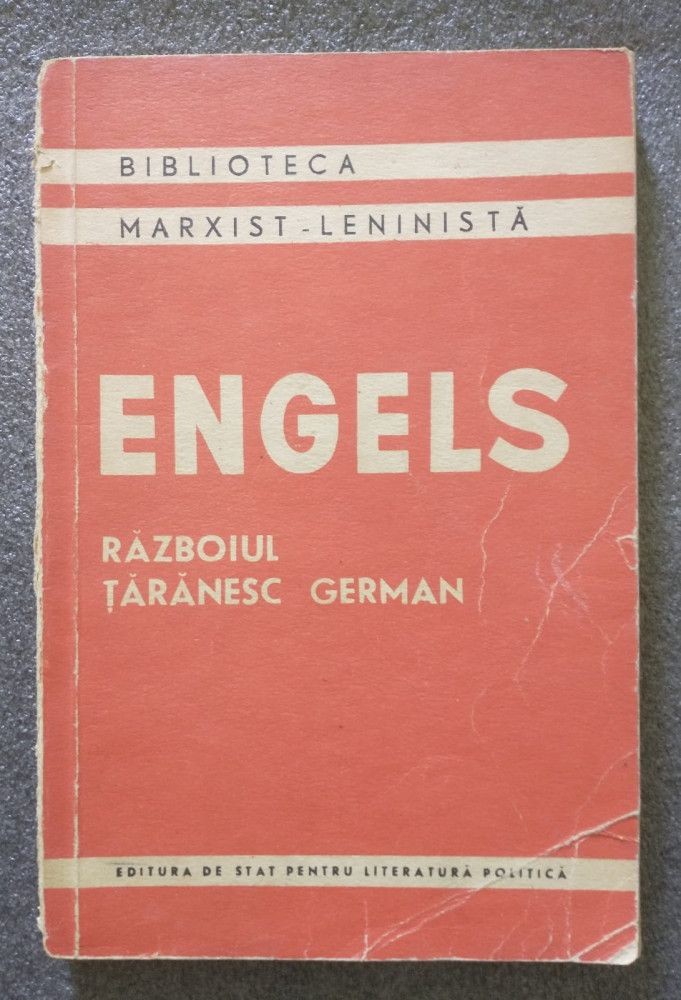 BIBLIOTECA
MARXIST-LENINISTĂ
ENGELS
RĂZBOIUL
ȚĂRĂNESC GERMAN
EDITURA DE STAT PENTRU LITERATURĂ POLITICĂ